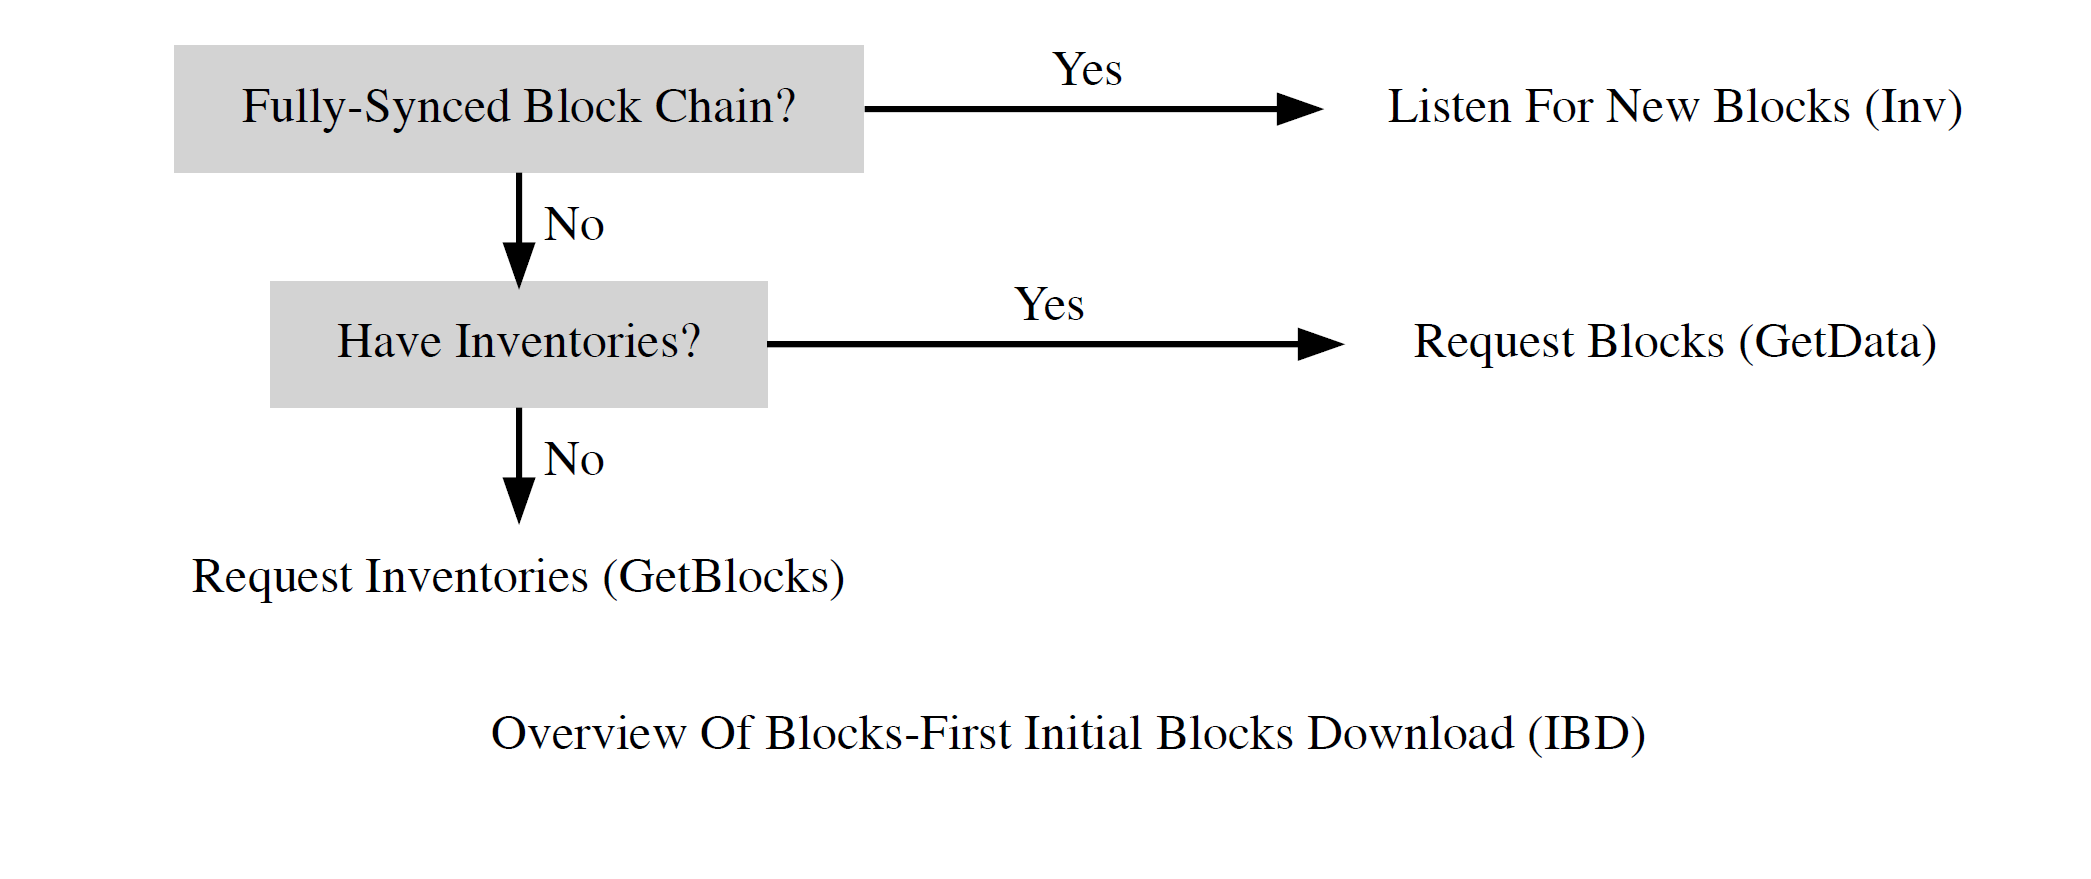 Fully-Synced Block Chain?
Yes
Listen For New Blocks (Inv)
No
Have Inventories?
Yes
Request Blocks (GetData)
No
Request Inventories (GetBlocks)
Overview Of Blocks-First Initial Blocks Download (IBD)